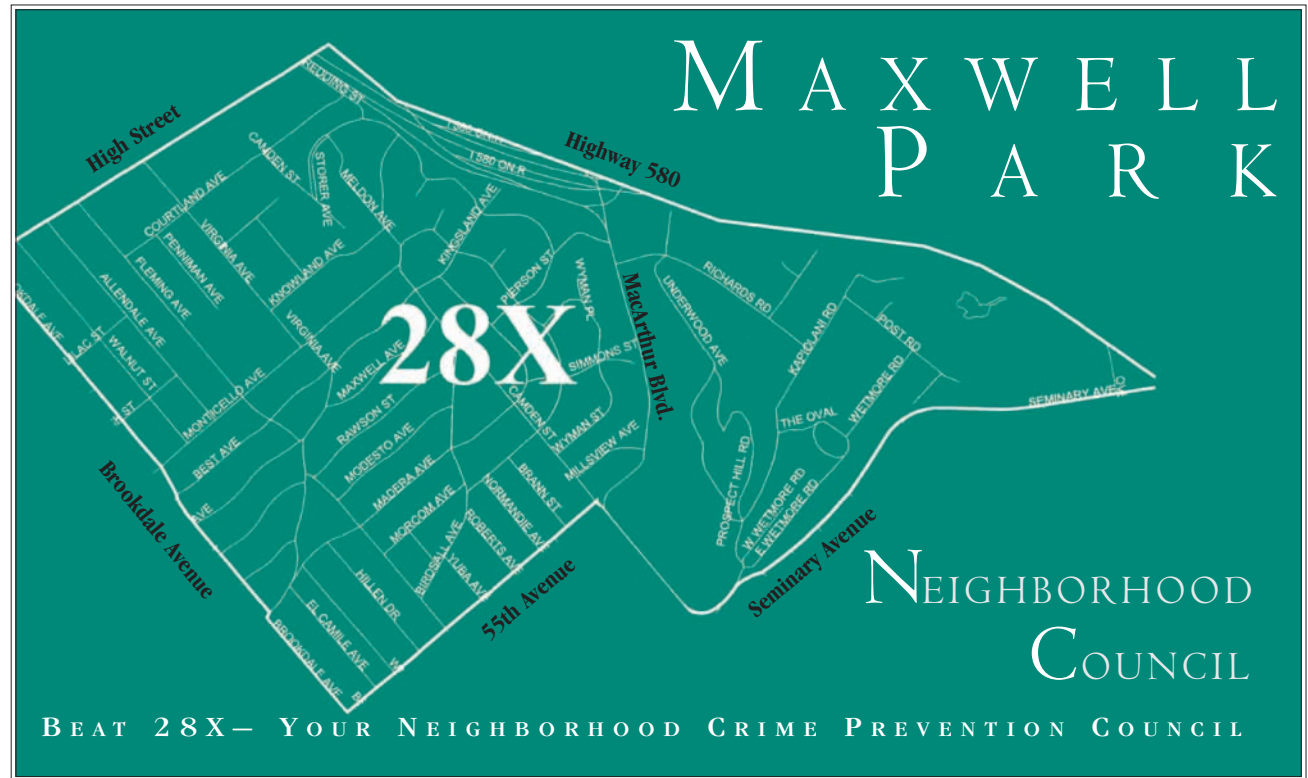 MAXWELL
PARK
High Street
Highway 580
REDDING ST
I 580 ON R
CAMDEN ST
STORER AVE
MELDON AVE
COURTLAND AVE
VIRGINIA AVE
PENNIMAN AVE
FLEMING AVE
ALLENDALE AVE
KNOWLAND AVE
KINGSLAND AVE
PIERSON ST
WYMAN PL
MacArthur Blvd.
UNDERWOOD AVE
RICHARDS RD
KAPIOLANI RD
POST RD
WALNUT ST
VIRGINIA AVE
MAXWELL AVE
28X
SIMMONS ST
WETMORE RD
SEMINARY AVE
MONTICELLO AVE
RAWSON ST
CAMDEN ST
WYMAN ST
THE OVAL
BEST AVE
MODESTO AVE
MILLSVIEW AVE
PROSPECT HILL RD
MADERA AVE
BRANN ST
NORMANDIE AVE
W. WETMORE RD
E. WETMORE RD
Brookdale Avenue
AVE
MORCOM AVE
ROBERTS AVE
BIRDSALL AVE
YUBA AVE
HILLEN DR
55th Avenue
Seminary Avenue
EL CAMILE AVE
BROOKDALE AVE
NEIGHBORHOOD
COUNCIL
BEAT 28X— YOUR NEIGHBORHOOD CRIME PREVENTION COUNCIL